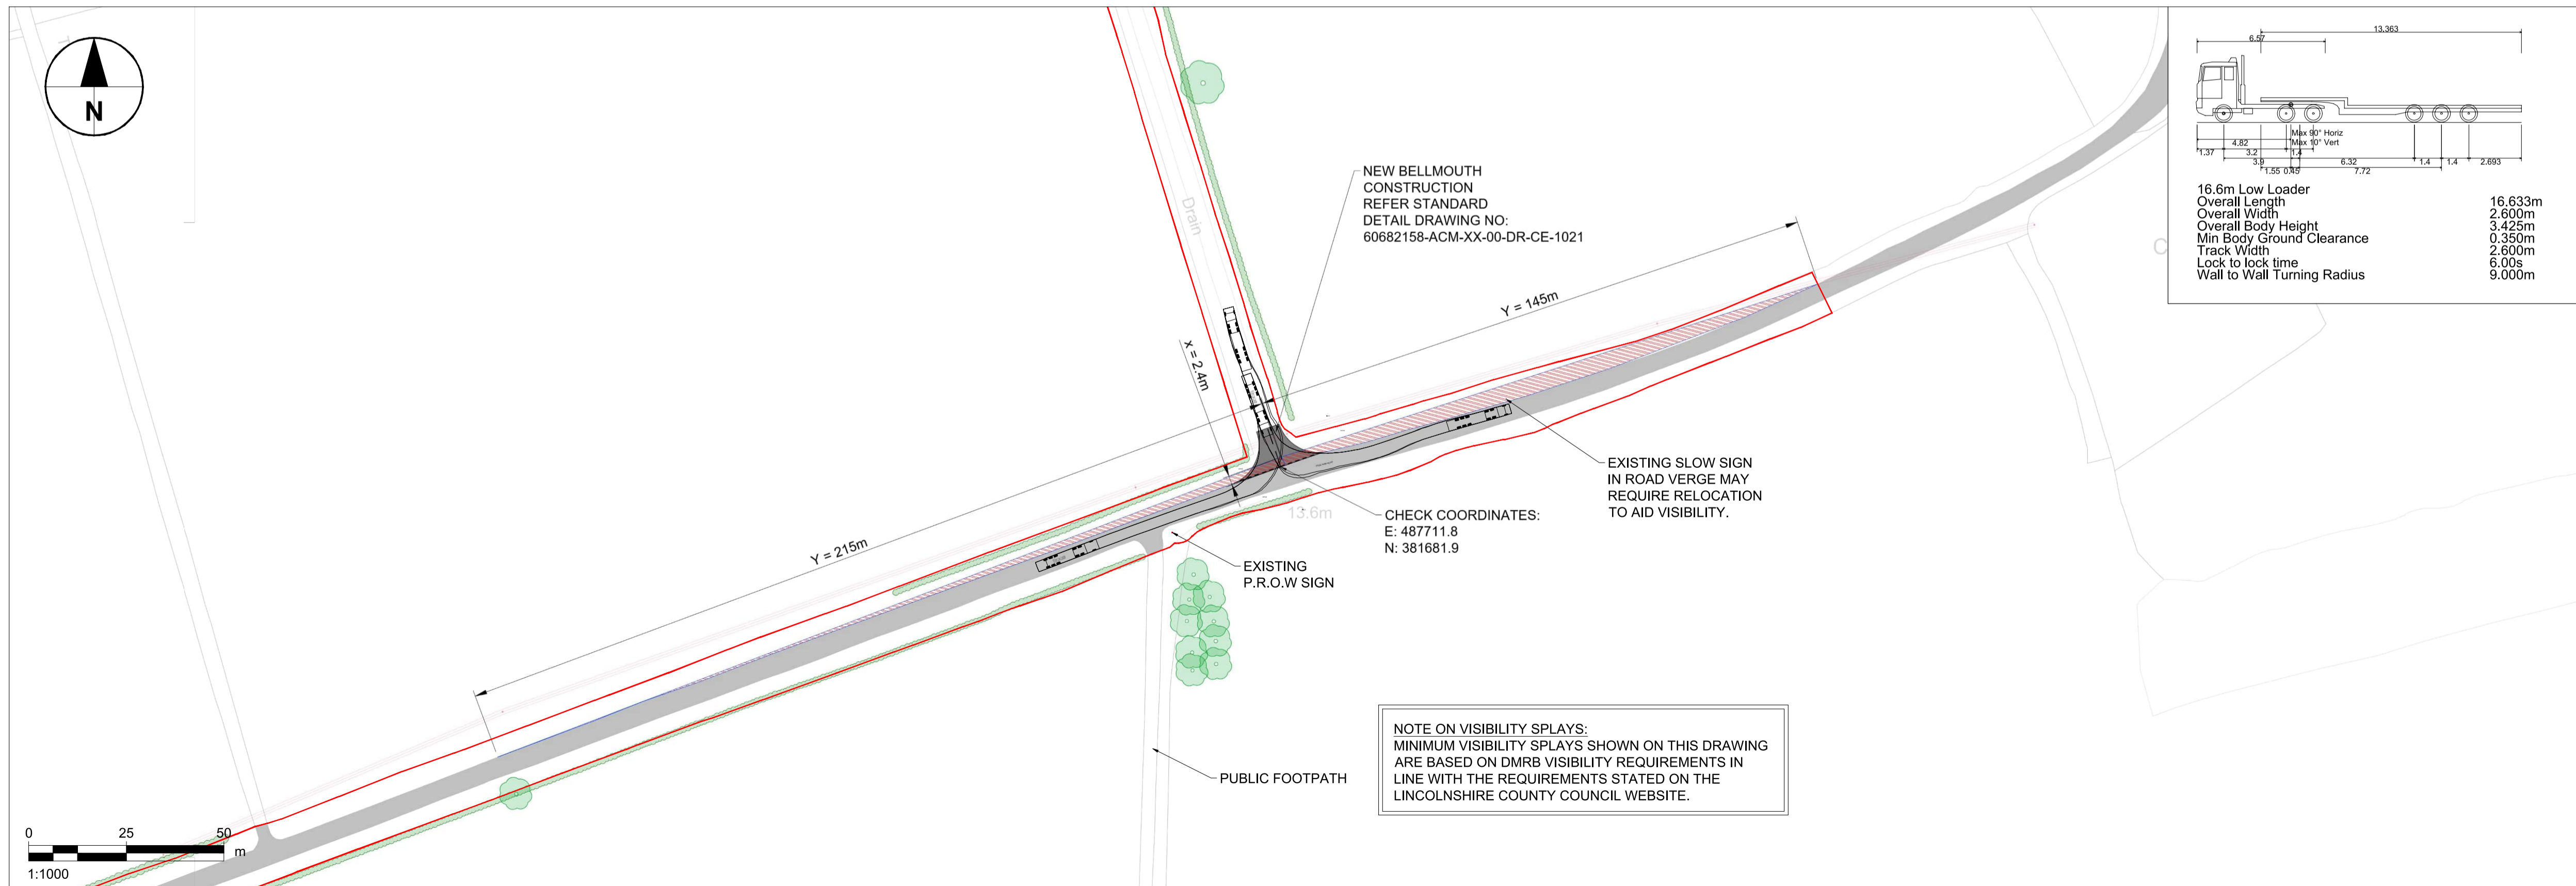 N
Drain
NEW BELLMOUTH
CONSTRUCTION
REFER STANDARD
DETAIL DRAWING NO:
60682158-ACM-XX-00-DR-CE-1021
Y = 145m
x = 2.4m
Y = 215m
EXISTING SLOW SIGN
IN ROAD VERGE MAY
REQUIRE RELOCATION
TO AID VISIBILITY.
13.6m
CHECK COORDINATES:
E: 487711.8
N: 381681.9
EXISTING
P.R.O.W SIGN
PUBLIC FOOTPATH
NOTE ON VISIBILITY SPLAYS:
MINIMUM VISIBILITY SPLAYS SHOWN ON THIS DRAWING
ARE BASED ON DMRB VISIBILITY REQUIREMENTS IN
LINE WITH THE REQUIREMENTS STATED ON THE
LINCOLNSHIRE COUNTY COUNCIL WEBSITE.
0 25 50
m
1:1000
C
13.363
6.57
Max 90° Horiz
Max 10° Vert
4.82
1.37 3.2 1.4
3.9 6.32 1.4 1.4 2.693
1.55 0.45 7.72
16.6m Low Loader
Overall Length 16.633m
Overall Width 2.600m
Overall Body Height 3.425m
Min Body Ground Clearance 0.350m
Track Width 2.600m
Lock to lock time 6.00s
Wall to Wall Turning Radius 9.000m